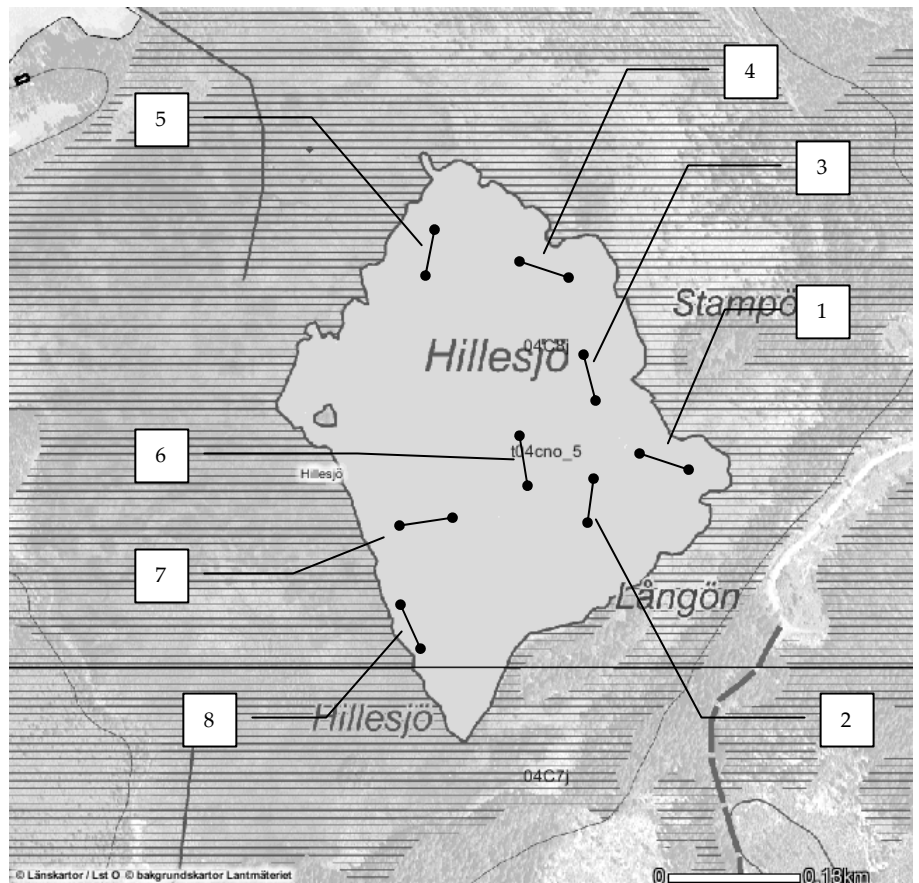 4
5
3
Stampö
1
04C8j
Hillesjö
6
t04cno_5
Hillesjö
7
Långön
8
Hillesjö
2
04C7j
© Länskartor / Lst O © bakgrundskartor Lantmäteriet
0 0.13km